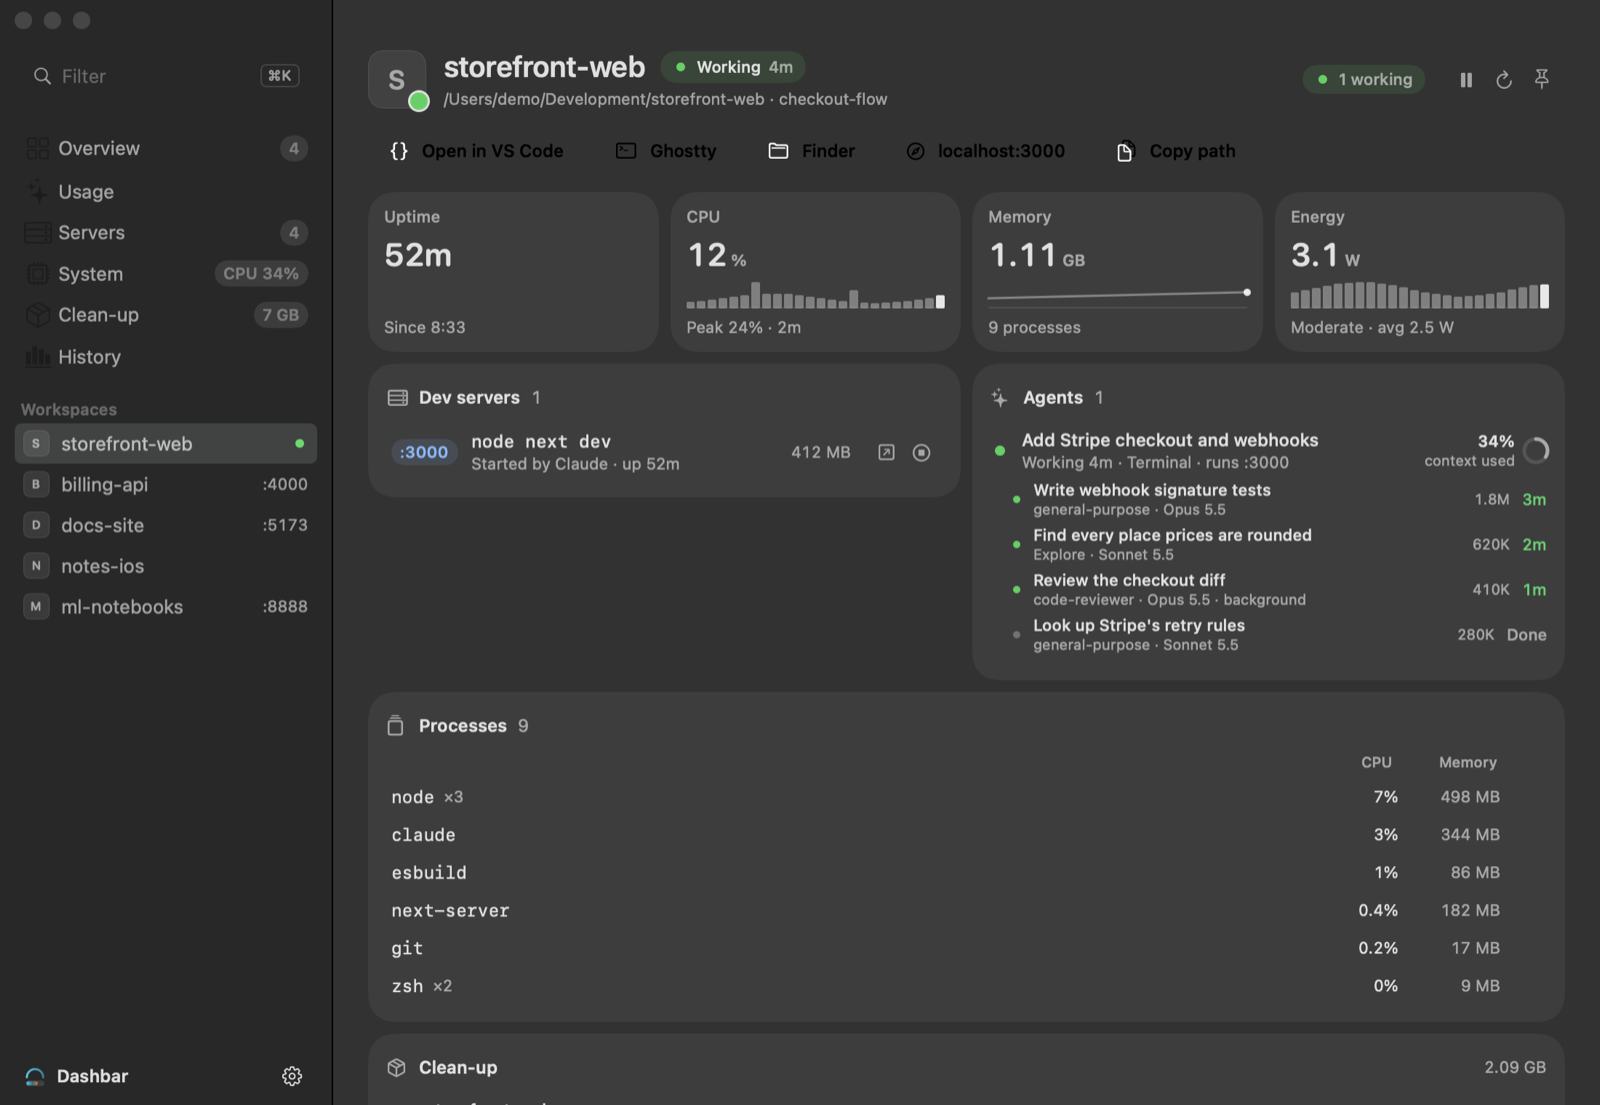 Filter
⌘K
Overview
4
Usage
Servers
4
System
CPU 34%
Clean-up
7 GB
History
Workspaces
S
storefront-web
B
billing-api
:4000
D
docs-site
:5173
N
notes-ios
M
ml-notebooks
:8888
Dashbar
S
storefront-web
Working 4m
/Users/demo/Development/storefront-web · checkout-flow
1 working
Open in VS Code
Ghostty
Finder
localhost:3000
Copy path
Uptime
52m
Since 8:33
CPU
12 %
Peak 24% · 2m
Memory
1.11 GB
9 processes
Energy
3.1 W
Moderate · avg 2.5 W
Dev servers 1
:3000
node next dev
Started by Claude · up 52m
412 MB
Agents 1
Add Stripe checkout and webhooks
Working 4m · Terminal · runs :3000
34%
context used
Write webhook signature tests
general-purpose · Opus 5.5
1.8M 3m
Find every place prices are rounded
Explore · Sonnet 5.5
620K 2m
Review the checkout diff
code-reviewer · Opus 5.5 · background
410K 1m
Look up Stripe's retry rules
general-purpose · Sonnet 5.5
280K Done
Processes 9
CPU Memory
node ×3 7% 498 MB
claude 3% 344 MB
esbuild 1% 86 MB
next-server 0.4% 182 MB
git 0.2% 17 MB
zsh ×2 0% 9 MB
Clean-up
2.09 GB